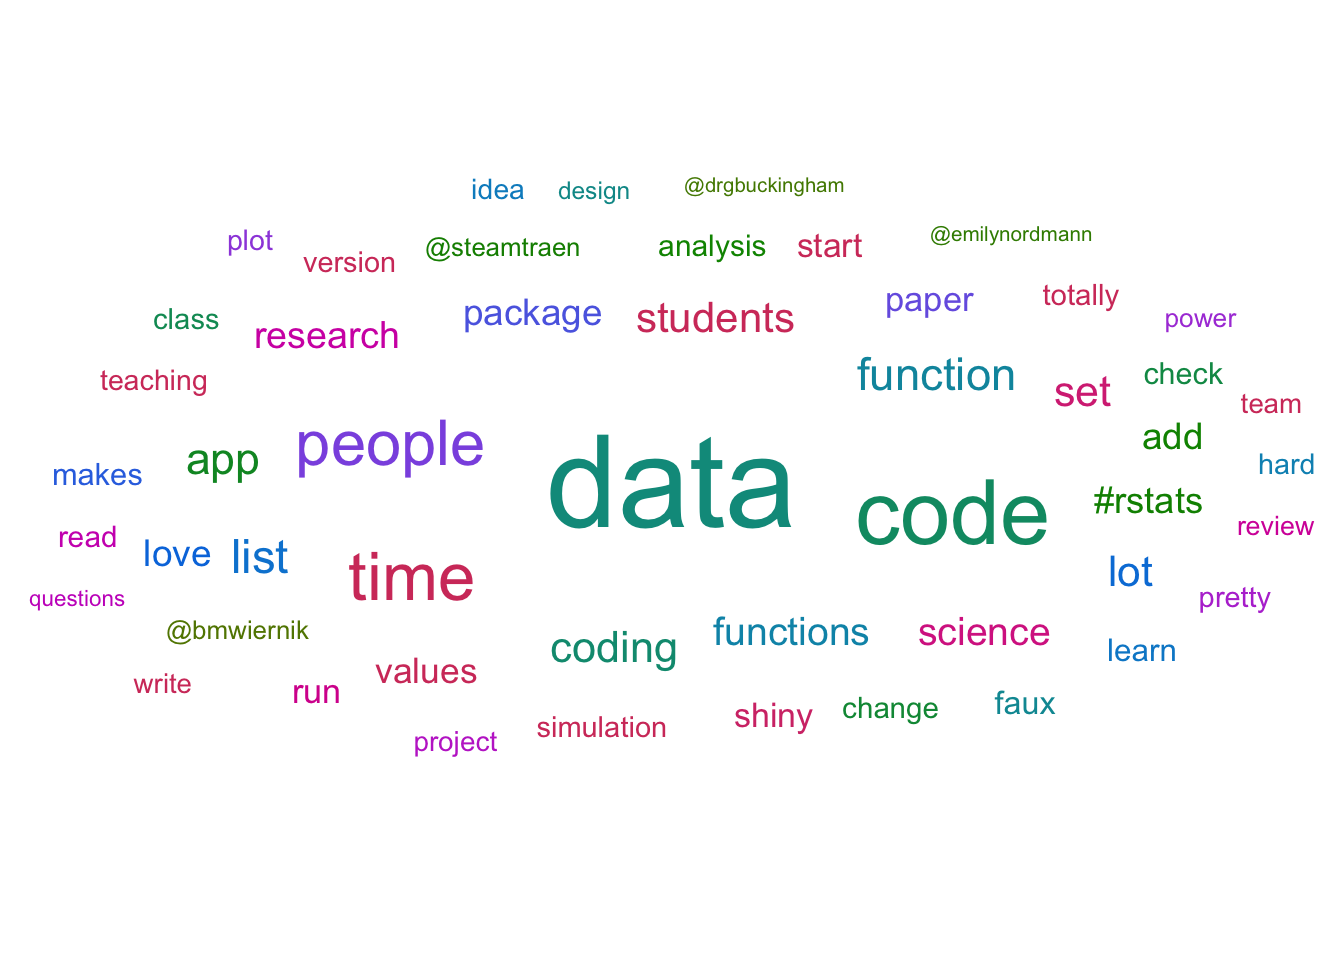 idea
design
@drgbuckingham
plot
version
@steamtraen
analysis
start
@emilynordmann
class
research
package
students
paper
totally
power
teaching
function
set
check
team
makes
app
people
data
code
add
hard
#rstats
read
love
list
time
lot
review
questions
@bmwiernik
coding
functions
science
pretty
learn
write
run
values
project
simulation
shiny
change
faux